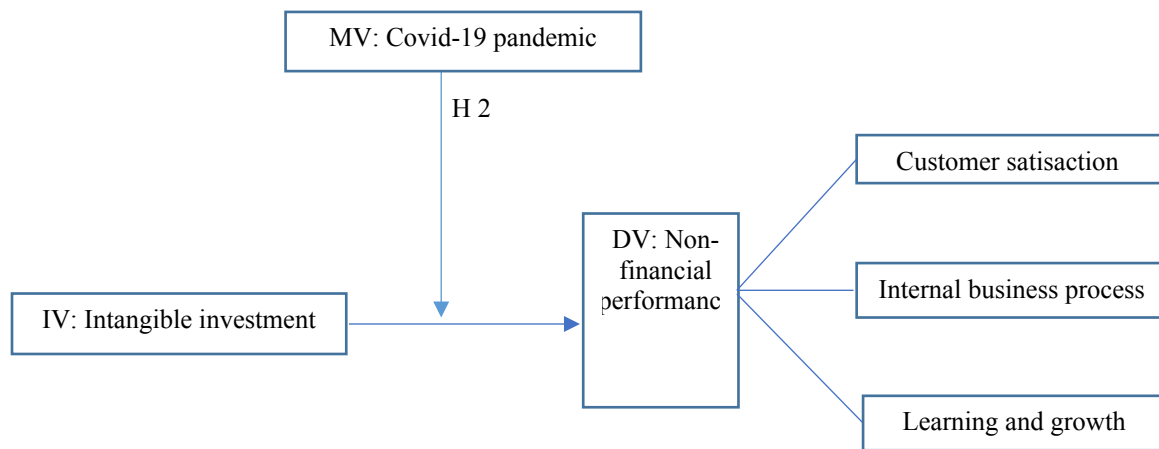 MV: Covid-19 pandemic
H 2
Customer satisaction
DV: Non-
financial
performanc
Internal business process
IV: Intangible investment
Learning and growth